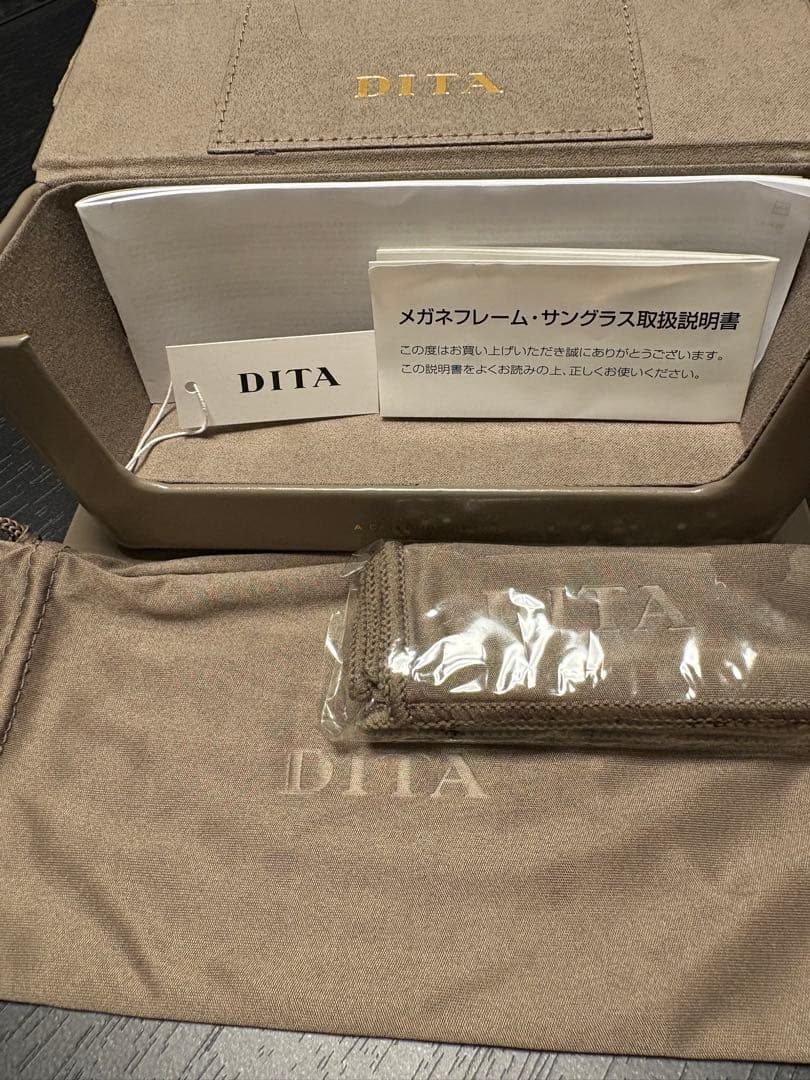 DITA
メガネフレーム・サングラス取扱説明書
この度はお買い上げいただき誠にありがとうございます。
この説明書をよくお読みの上、正しくお使いください。
DITA
DITA
DITA